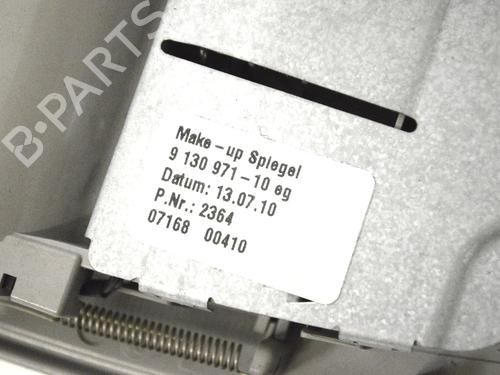 B-PARTS
Make-up Spiegel
9 130 971-10 eg
Datum: 13.07.10
P.Nr.: 2364
07168 00410